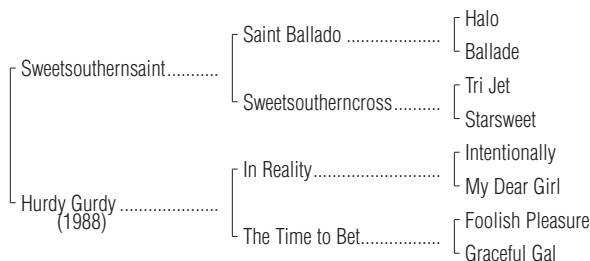 Halo
Saint Ballado ....................
Ballade
Sweetsouthernsaint...........
Tri Jet
Sweetsoutherncross..........
Starsweet
Intentionally
In Reality...........................
My Dear Girl
Hurdy Gurdy .....................
(1988)
Foolish Pleasure
The Time to Bet.................
Graceful Gal